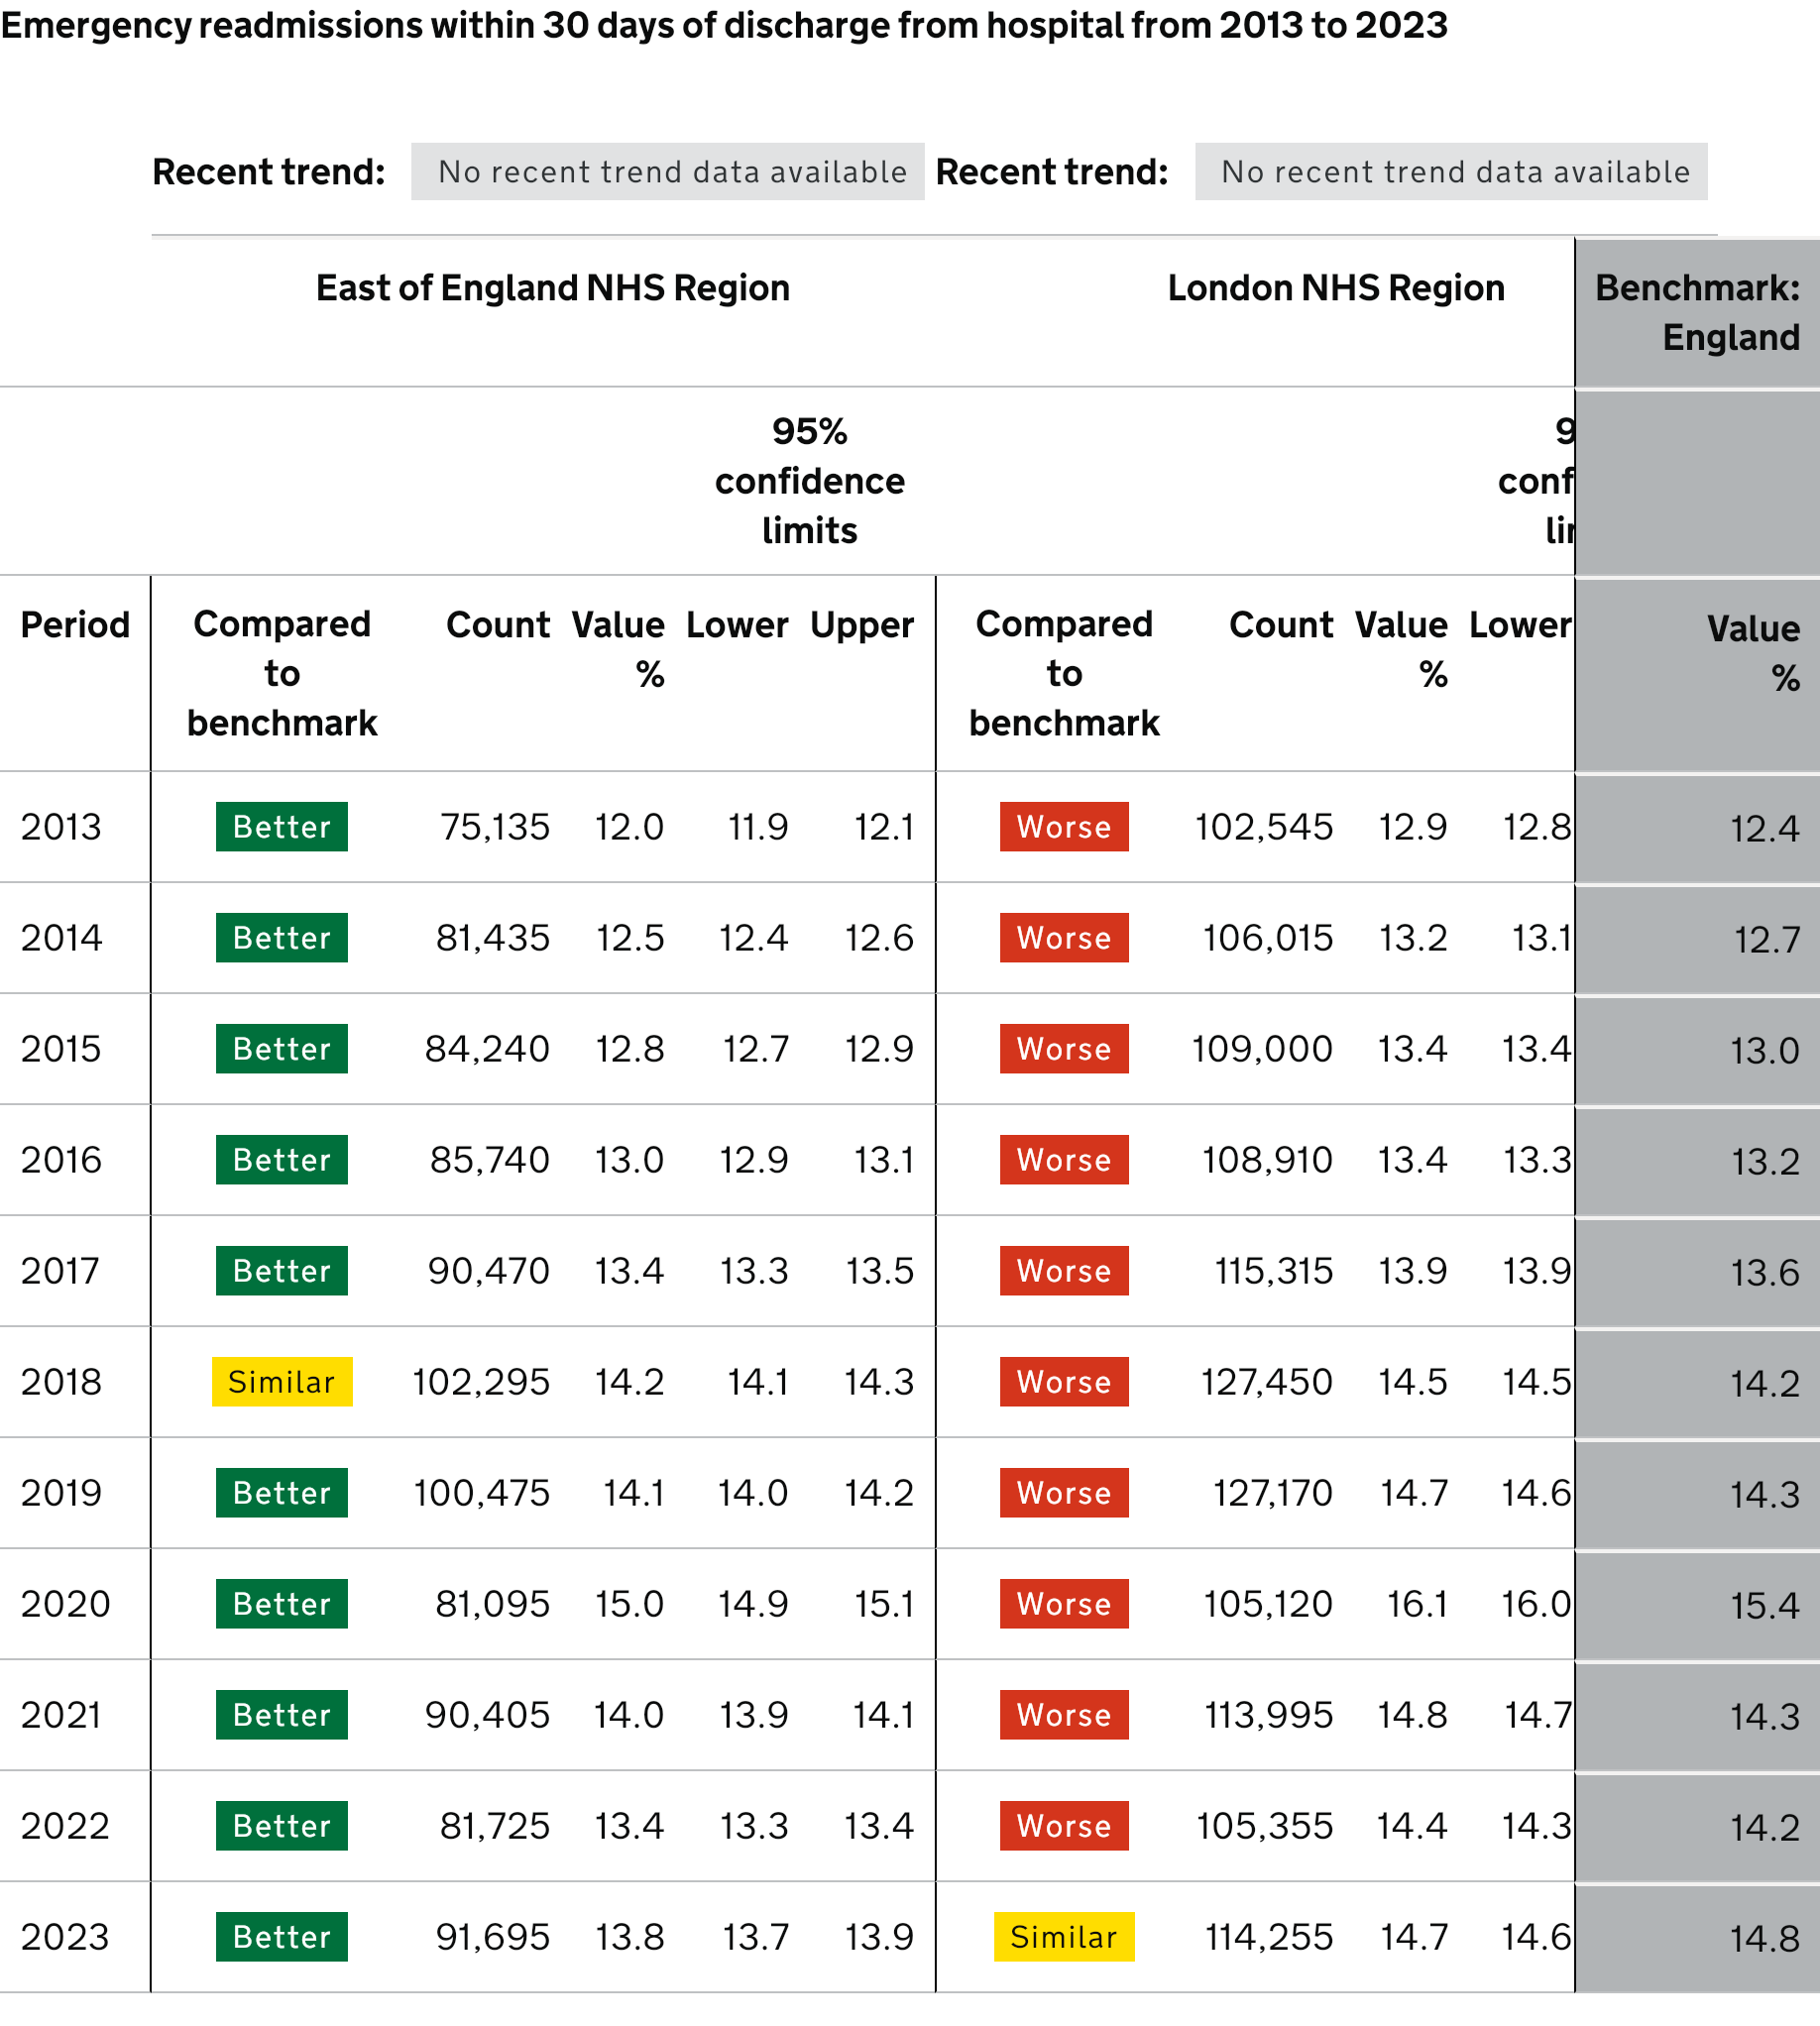 Emergency readmissions within 30 days of discharge from hospital from 2013 to 2023
Recent trend: No recent trend data available Recent trend: No recent trend data available
East of England NHS Region London NHS Region Benchmark:
England
95%
confidence
limits
9
conf
Period Compared Count Value Lower Upper Compared Count Value Lower Value
to % to % %
benchmark benchmark
2013 Better 75,135 12.0 11.9 12.1 Worse 102,545 12.9 12.8 12.4
2014 Better 81,435 12.5 12.4 12.6 Worse 106,015 13.2 13.1 12.7
2015 Better 84,240 12.8 12.7 12.9 Worse 109,000 13.4 13.4 13.0
2016 Better 85,740 13.0 12.9 13.1 Worse 108,910 13.4 13.3 13.2
2017 Better 90,470 13.4 13.3 13.5 Worse 115,315 13.9 13.9 13.6
2018 Similar 102,295 14.2 14.1 14.3 Worse 127,450 14.5 14.5 14.2
2019 Better 100,475 14.1 14.0 14.2 Worse 127,170 14.7 14.6 14.3
2020 Better 81,095 15.0 14.9 15.1 Worse 105,120 16.1 16.0 15.4
2021 Better 90,405 14.0 13.9 14.1 Worse 113,995 14.8 14.7 14.3
2022 Better 81,725 13.4 13.3 13.4 Worse 105,355 14.4 14.3 14.2
2023 Better 91,695 13.8 13.7 13.9 Similar 114,255 14.7 14.6 14.8